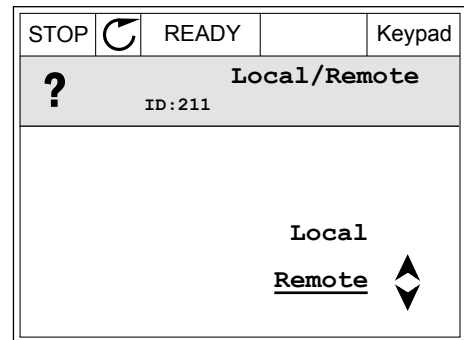 STOP READY Keypad
? Local/Remote
ID:211
Local
Remote